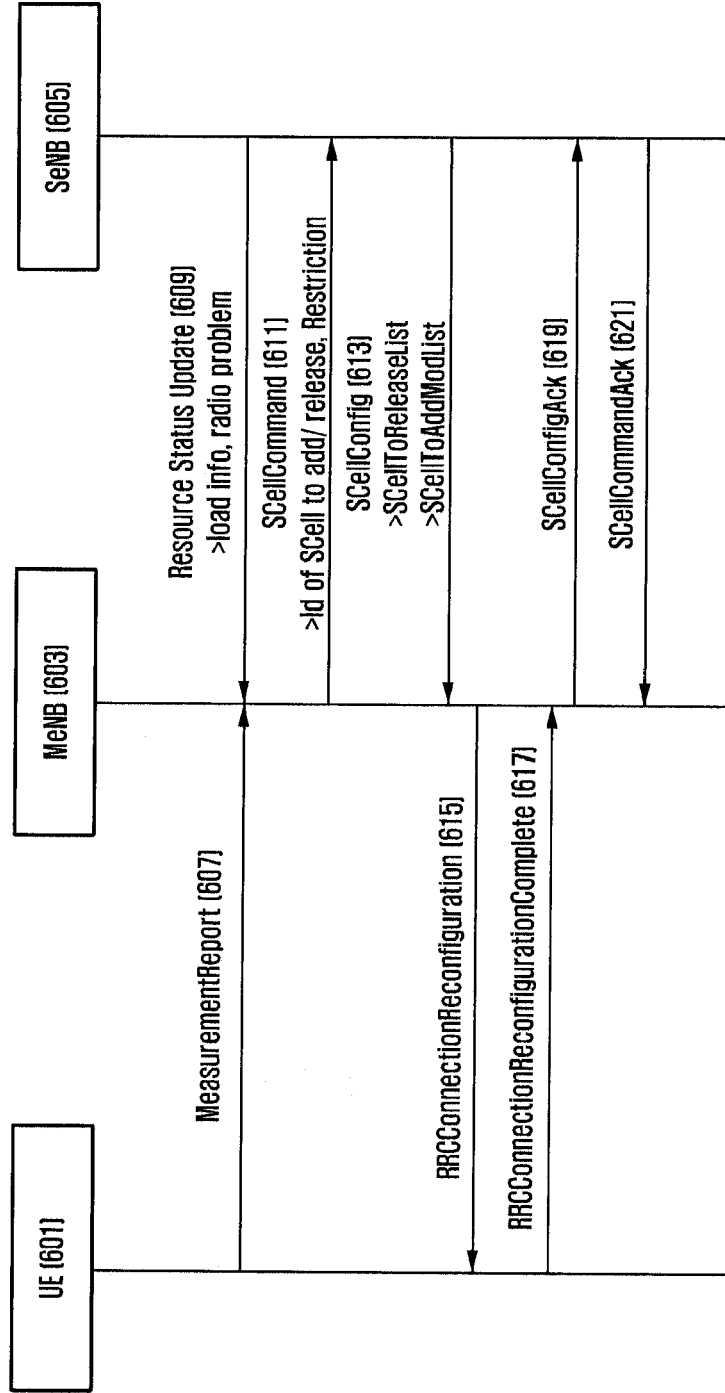 UE (601)
MeNB (603)
SeNB (605)
MeasurementReport (607)
Resource Status Update (609)
>load info, radio problem
SCellCommand (611)
>Id of SCell to add/ release, Restriction
SCellConfig (613)
>SCellToReleaseList
>SCellToAddModList
RRCConnectionReconfiguration (615)
RRCConnectionReconfigurationComplete (617)
SCellConfigAck (619)
SCellCommandAck (621)